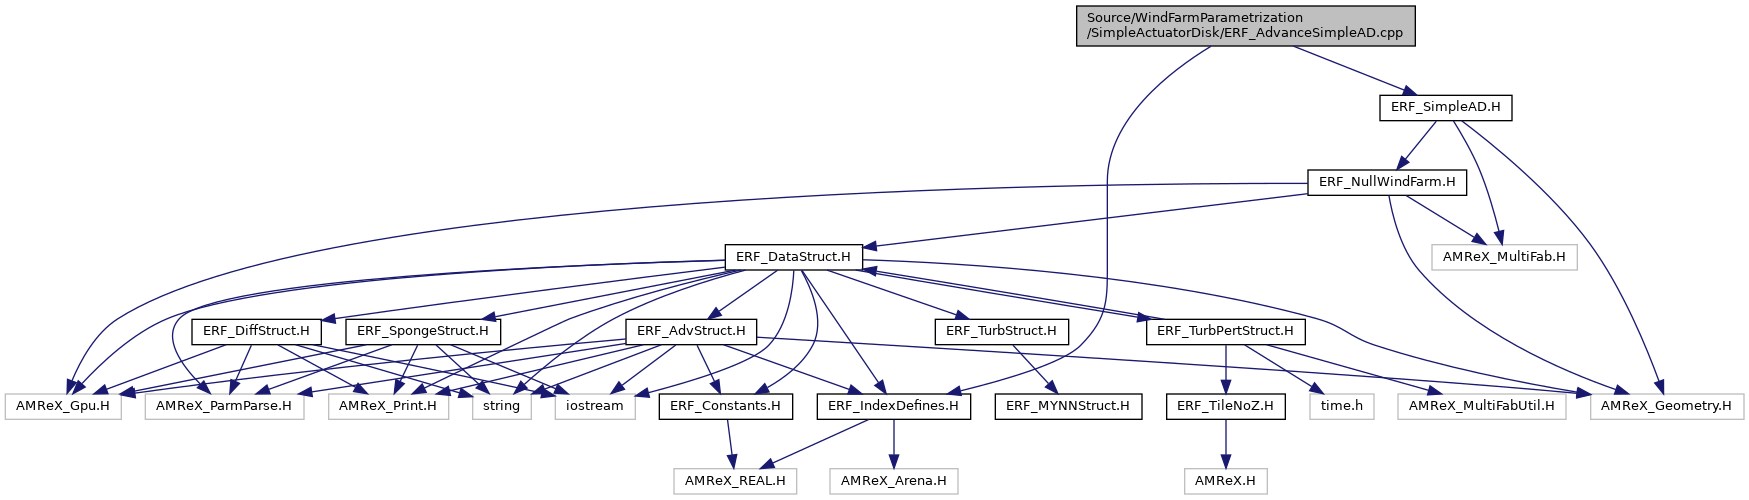 Source/WindFarmParametrization
/SimpleActuatorDisk/ERF_AdvanceSimpleAD.cpp
ERF_SimpleAD.H
ERF_NullWindFarm.H
ERF_DataStruct.H
AMReX_MultiFab.H
ERF_DiffStruct.H
ERF_SpongeStruct.H
ERF_AdvStruct.H
ERF_TurbStruct.H
ERF_TurbPertStruct.H
AMReX_Gpu.H
AMReX_ParmParse.H
AMReX_Print.H
string
iostream
ERF_Constants.H
ERF_IndexDefines.H
ERF_MYNNStruct.H
ERF_TileNoZ.H
time.h
AMReX_MultiFabUtil.H
AMReX_Geometry.H
AMReX_REAL.H
AMReX_Arena.H
AMReX.H